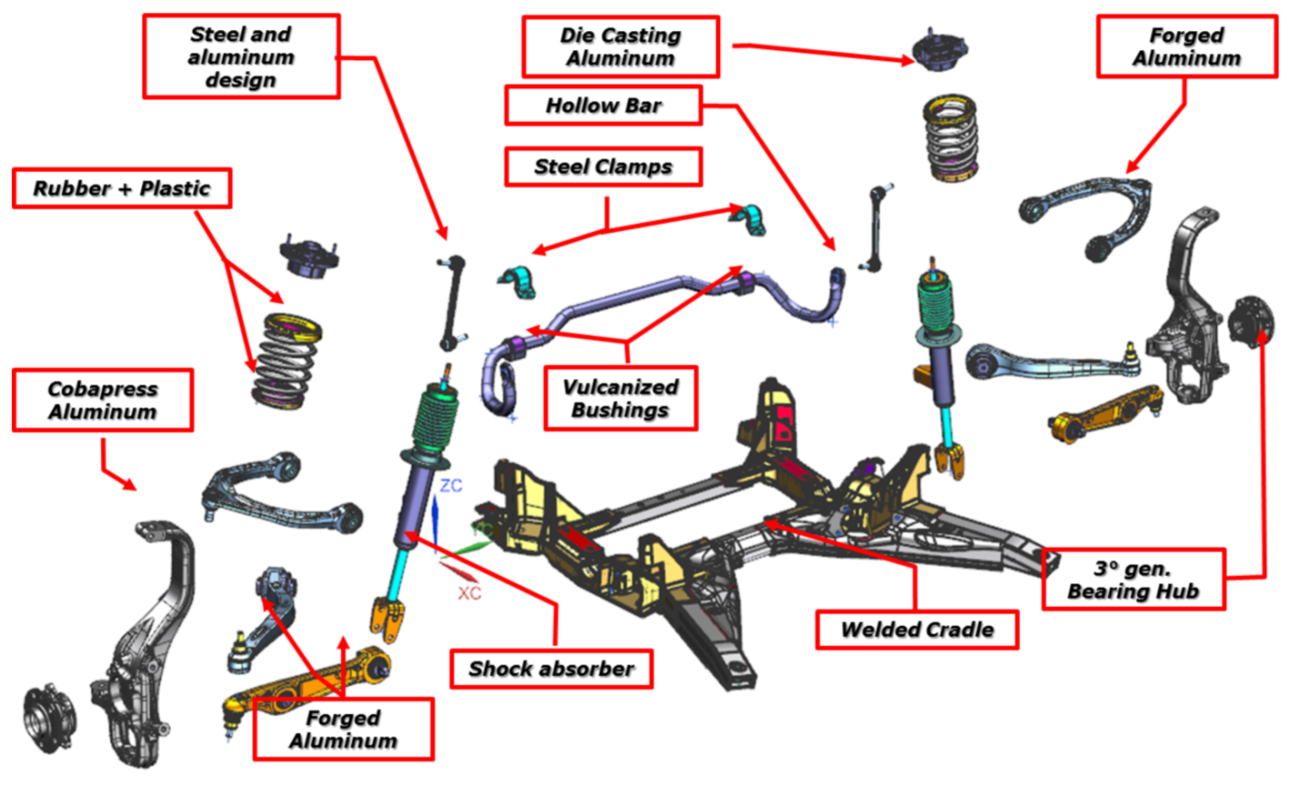 Steel and
aluminum
design
Die Casting
Aluminum
Forged
Aluminum
Hollow Bar
Steel Clamps
Rubber + Plastic
Cobapress
Aluminum
Vulcanized
Bushings
ZC
XC
3° gen.
Bearing Hub
Welded Cradle
Shock absorber
Forged
Aluminum